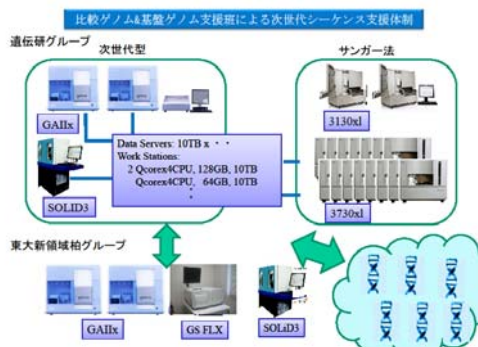 比較ゲノム&基盤ゲノム支援班による次世代シーケンス支援体制
遺伝研グループ
次世代型
サンガー法
GAIIx
3130xl
Data Servers: 10TB x ・ ・
Work Stations:
2 Qcorex4CPU, 128GB, 10TB
Qcorex4CPU, 64GB, 10TB
:
SOLID3
3730xl
東大新領域柏グループ
GAIIx
GS FLX
SOLiD3